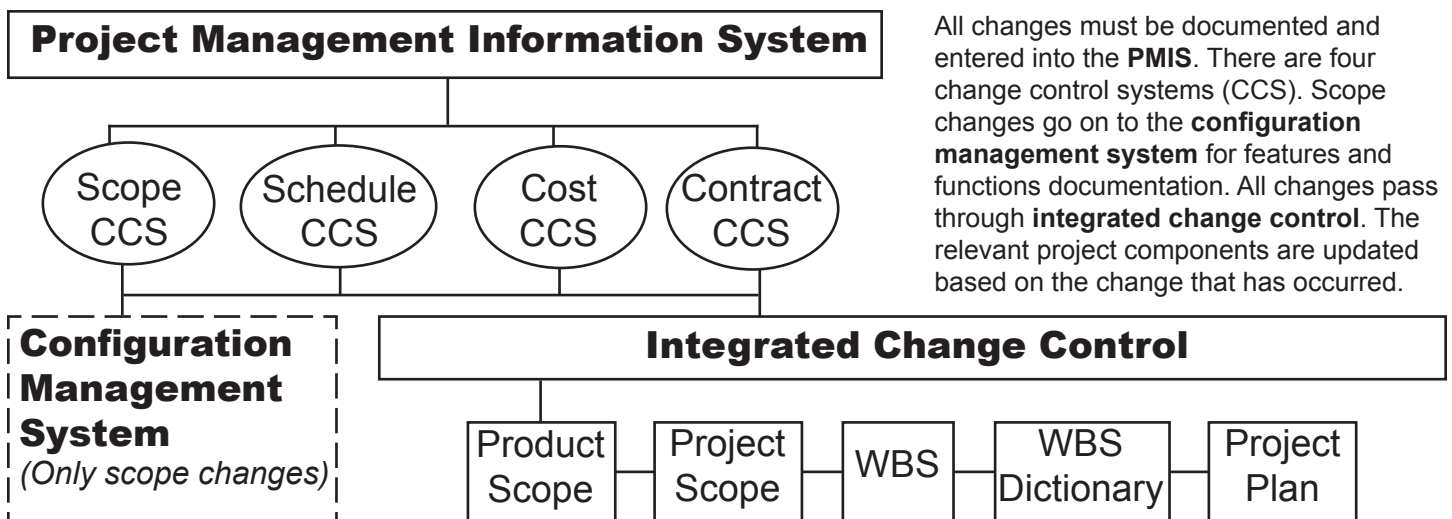 Project Management Information System
All changes must be documented and
entered into the PMIS. There are four
change control systems (CCS). Scope
changes go on to the configuration
management system for features and
functions documentation. All changes pass
through integrated change control. The
relevant project components are updated
based on the change that has occurred.
Scope
CCS
Schedule
CCS
Cost
CCS
Contract
CCS
Configuration
Management
System
(Only scope changes)
Integrated Change Control
Product
Scope
Project
Scope
WBS
WBS
Dictionary
Project
Plan